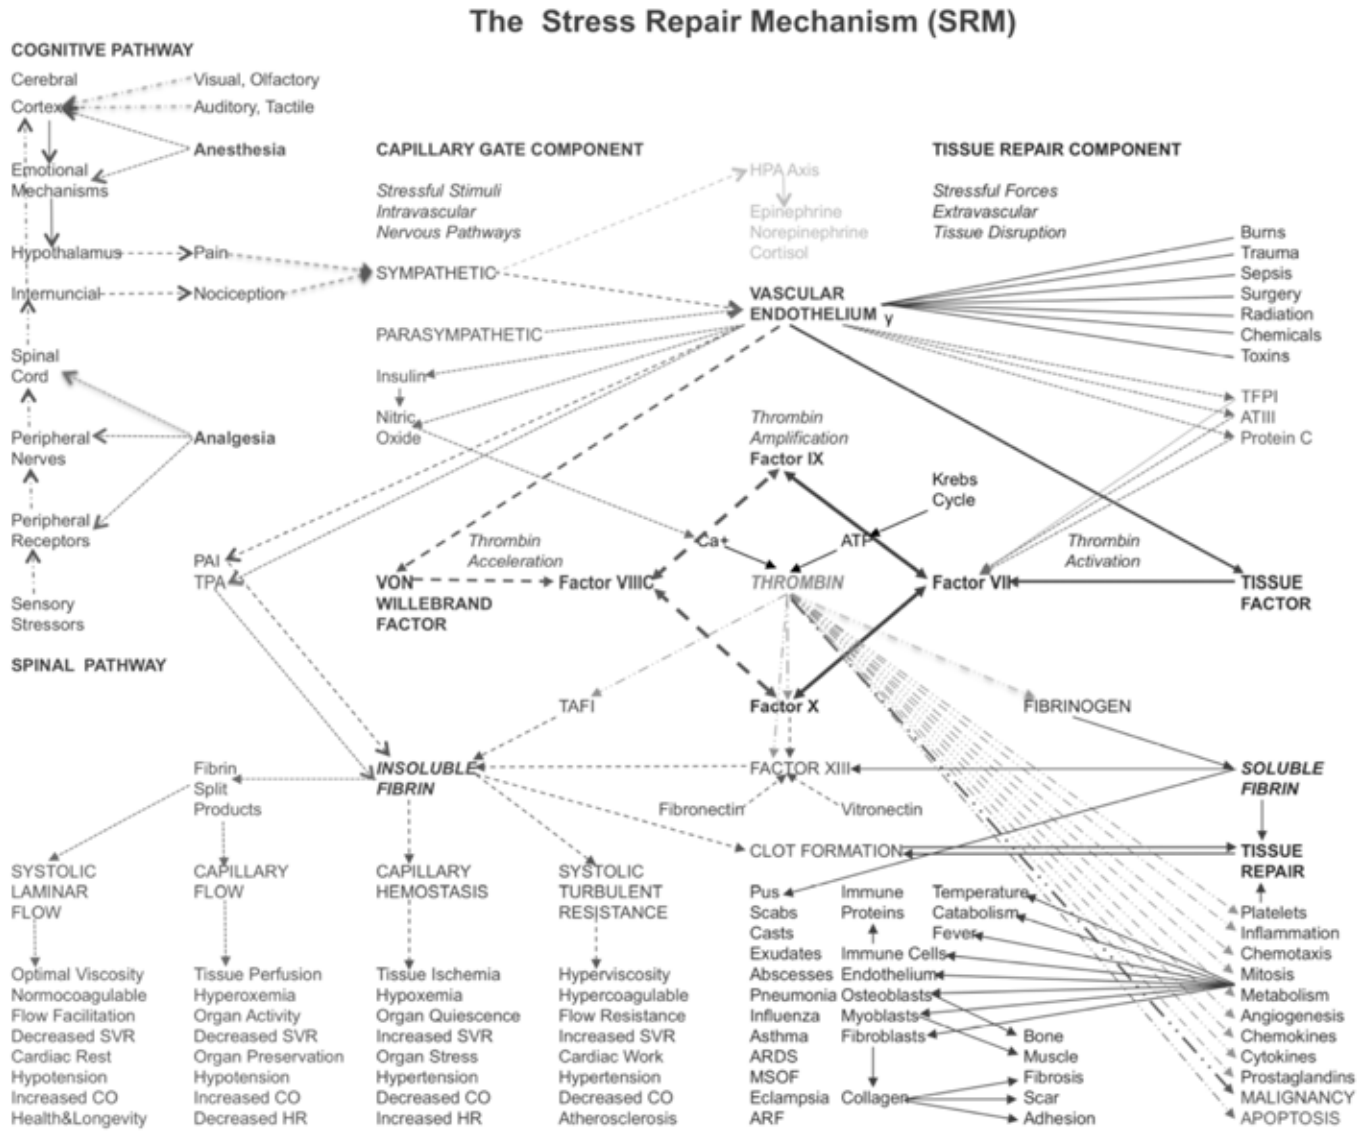 The Stress Repair Mechanism (SRM)
COGNITIVE PATHWAY
Cerebral
Cortex
Visual, Olfactory
Auditory, Tactile
Anesthesia
Emotional
Mechanisms
Hypothalamus
Pain
Internuncial
Nociception
Spinal
Cord
Peripheral
Nerves
Analgesia
Peripheral
Receptors
Sensory
Stressors
SPINAL PATHWAY
CAPILLARY GATE COMPONENT
Stressful Stimuli
Intravascular
Nervous Pathways
SYMPATHETIC
PARASYMPATHETIC
Insulin
Nitric
Oxide
HPA Axis
Epinephrine
Norepinephrine
Cortisol
VASCULAR
ENDOTHELIUM y
TISSUE REPAIR COMPONENT
Stressful Forces
Extravascular
Tissue Disruption
Burns
Trauma
Sepsis
Surgery
Radiation
Chemicals
Toxins
TFPI
ATIII
Protein C
Thrombin
Amplification
Factor IX
Krebs
Cycle
Ca+
ATP
Thrombin
Acceleration
Thrombin
Activation
PAI
TPA
VON
WILLEBRAND
FACTOR
Factor VIIIC
THROMBIN
Factor VII
TISSUE
FACTOR
TAFI
Factor X
FIBRINOGEN
Fibrin
Split
Products
INSOLUBLE
FIBRIN
FACTOR XIII
SOLUBLE
FIBRIN
Fibronectin
Vitronectin
CLOT FORMATION
TISSUE
REPAIR
SYSTOLIC
LAMINAR
FLOW
Optimal Viscosity
Normocoagulable
Flow Facilitation
Decreased SVR
Cardiac Rest
Hypotension
Increased CO
Health&Longevity
CAPILLARY
FLOW
Tissue Perfusion
Hyperoxemia
Organ Activity
Decreased SVR
Organ Preservation
Hypotension
Increased CO
Decreased HR
CAPILLARY
HEMOSTASIS
Tissue Ischemia
Hypoxemia
Organ Quiescence
Increased SVR
Organ Stress
Hypertension
Decreased CO
Increased HR
SYSTOLIC
TURBULENT
RESISTANCE
Hyperviscosity
Hypercoagulable
Flow Resistance
Increased SVR
Cardiac Work
Hypertension
Decreased CO
Atherosclerosis
Pus
Scabs
Casts
Exudates
Abscesses
Pneumonia
Influenza
Asthma
ARDS
MSOF
Eclampsia
ARF
Immune
Proteins
Immune Cells
Endothelium
Osteoblasts
Myoblasts
Fibroblasts
Collagen
Temperature
Catabolism
Fever
Bone
Muscle
Fibrosis
Scar
Adhesion
Platelets
Inflammation
Chemotaxis
Mitosis
Metabolism
Angiogenesis
Chemokines
Cytokines
Prostaglandins
MALIGNANCY
APOPTOSIS